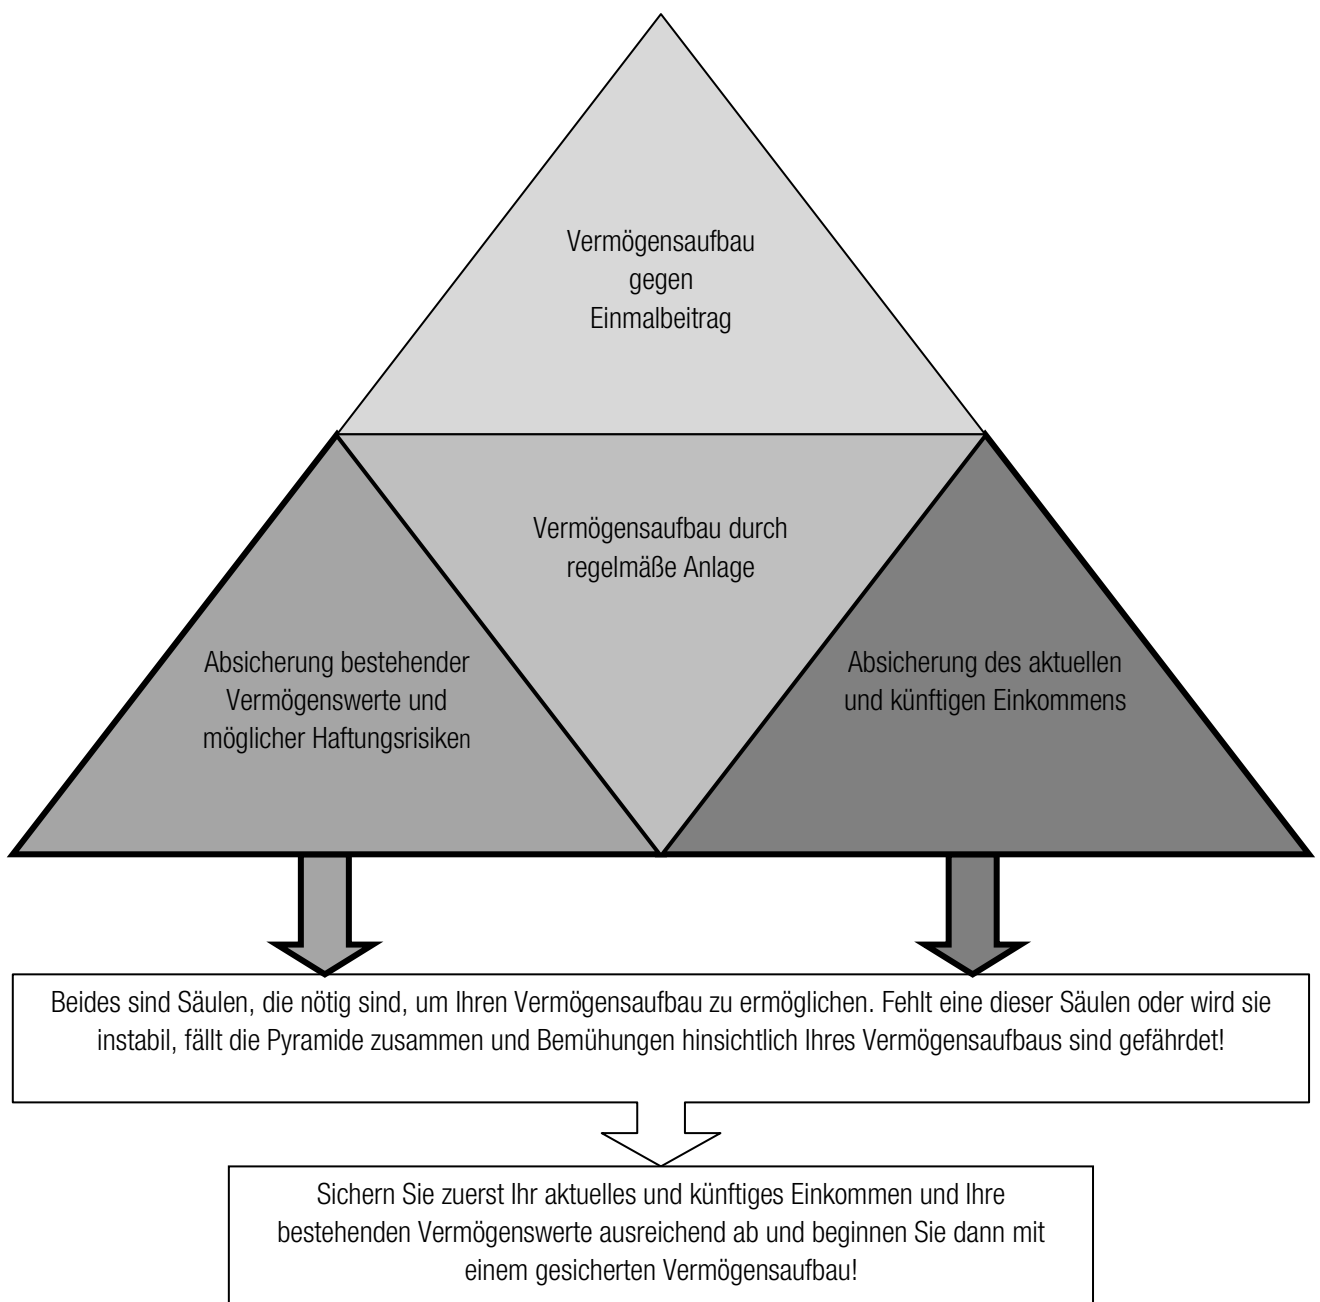 Vermögensaufbau
gegen
Einmalbeitrag
Vermögensaufbau durch
regelmäße Anlage
Absicherung bestehender
Vermögenswerte und
möglicher Haftungsrisiken
Absicherung des aktuellen
und künftigen Einkommens
Beides sind Säulen, die nötig sind, um Ihren Vermögensaufbau zu ermöglichen. Fehlt eine dieser Säulen oder wird sie
instabil, fällt die Pyramide zusammen und Bemühungen hinsichtlich Ihres Vermögensaufbaus sind gefährdet!
Sichern Sie zuerst Ihr aktuelles und künftiges Einkommen und Ihre
bestehenden Vermögenswerte ausreichend ab und beginnen Sie dann mit
einem gesicherten Vermögensaufbau!